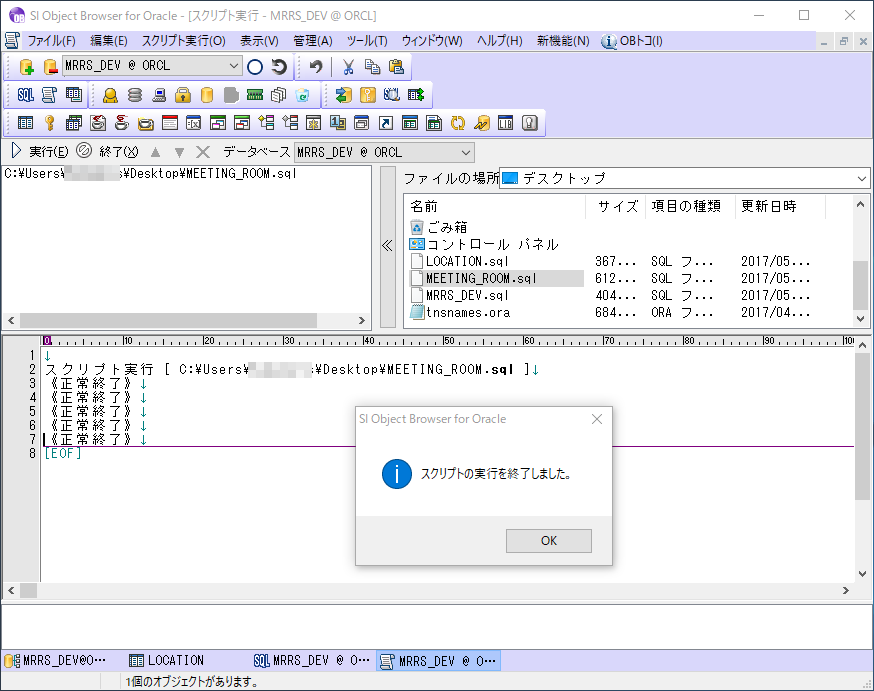 SI Object Browser for Oracle - [スクリプト実行 - MRRS_DEV @ ORCL]
ファイル(F) 編集(E) スクリプト実行(O) 表示(V) 管理(A) ツール(T) ウィンドウ(W) ヘルプ(H) 新機能(N) OBトコ(I)
MRRS_DEV @ ORCL
SQL
LIB
実行(E) 終了(X) データベース MRRS_DEV @ ORCL
C:¥Users¥ s¥Desktop¥MEETING_ROOM.sql
ファイルの場所 デスクトップ
名前 サイズ 項目の種類 更新日時
ごみ箱
コントロール パネル
LOCATION.sql 367... SQL フ... 2017/05...
MEETING_ROOM.sql 612... SQL フ... 2017/05...
MRRS_DEV.sql 404... SQL フ... 2017/05...
tnsnames.ora 684... ORA フ... 2017/04...
0 10 20 30 40 50 60 70 80 90 100
1 ↓
2 スクリプト実行 [ C:¥Users¥ s¥Desktop¥MEETING_ROOM.sql ]↓
3 《正常終了》↓
4 《正常終了》↓
5 《正常終了》↓
6 《正常終了》↓
7 《正常終了》↓
8 [EOF]
SI Object Browser for Oracle
スクリプトの実行を終了しました。
OK
MRRS_DEV@O… LOCATION SQL MRRS_DEV @ O… MRRS_DEV @ O…
1個のオブジェクトがあります。